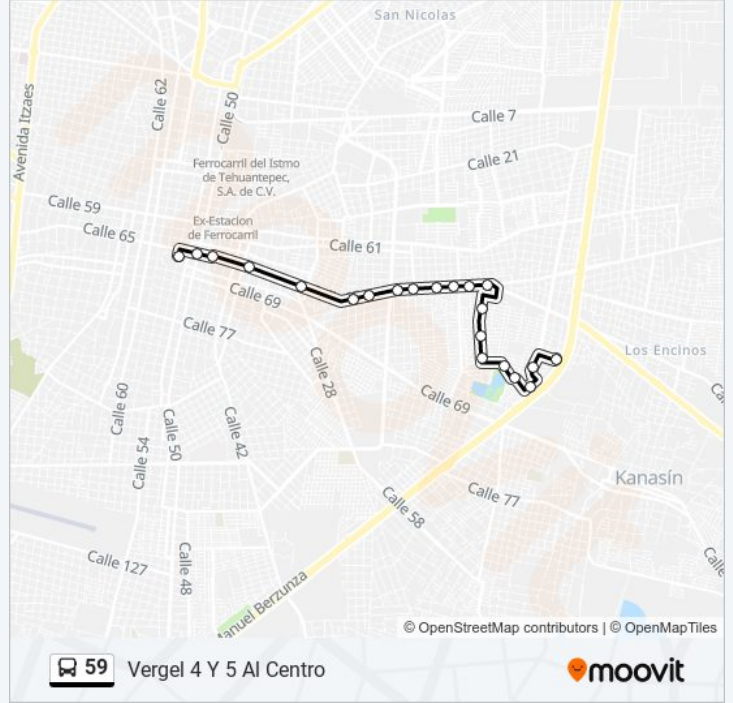 San Nicolas
Calle 62
Calle 50
Avenida Itzaes
Calle 7
Calle 21
Ferrocarril del Istmo
de Tehuantepec,
S.A. de C.V.
Calle 59
Calle 65
Ex-Estacion
de Ferrocarril
Calle 61
Calle 69
Calle 77
Los Encinos
Calle 28
Calle 69
Calle 60
Calle 50
Calle 42
Calle 54
Kanasín
Calle 77
Calle 58
Calle 127
Calle 48
Manuel Berzunza
Calle
© OpenStreetMap contributors | © OpenMapTiles
59 Vergel 4 Y 5 Al Centro
moovit